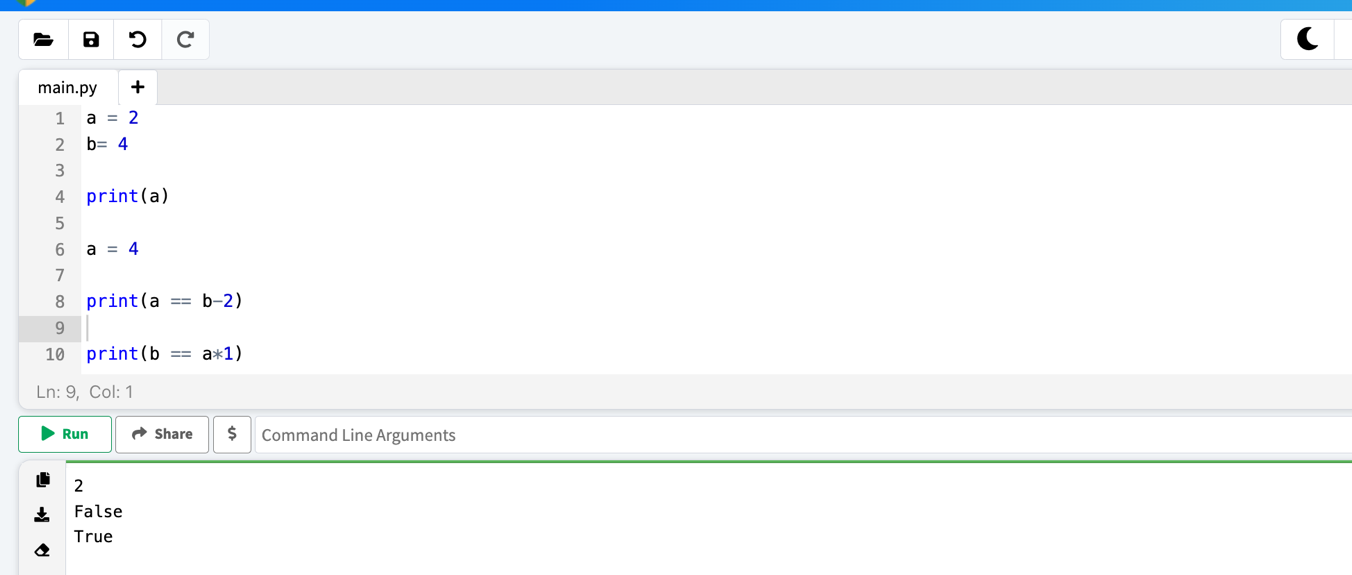 main.py +
1 a = 2
2 b= 4
3
4 print(a)
5
6 a = 4
7
8 print(a == b-2)
9
10 print(b == a*1)
Ln: 9, Col: 1
Run Share $ Command Line Arguments
2
False
True